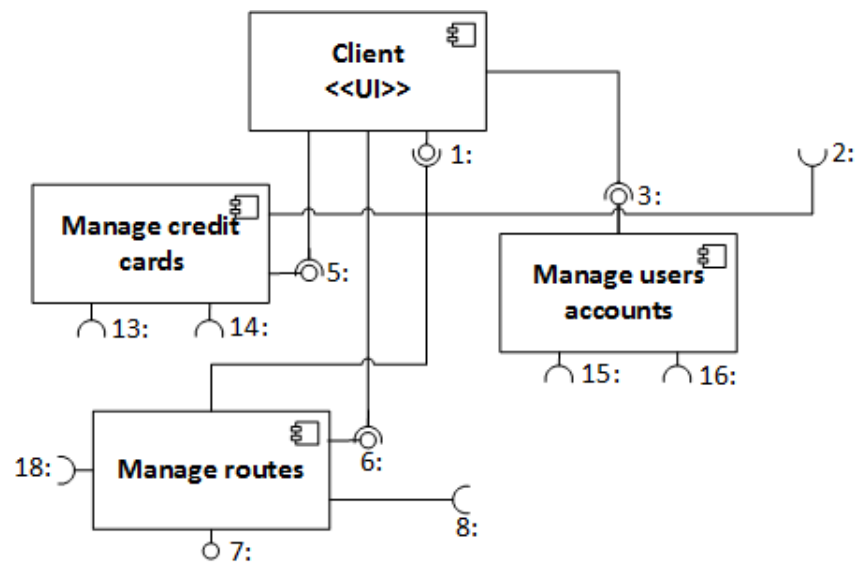 Client
<<UI>>
1:
2:
3:
Manage credit
cards
5:
Manage users
accounts
13:
14:
15:
16:
6:
Manage routes
18:
8:
7: